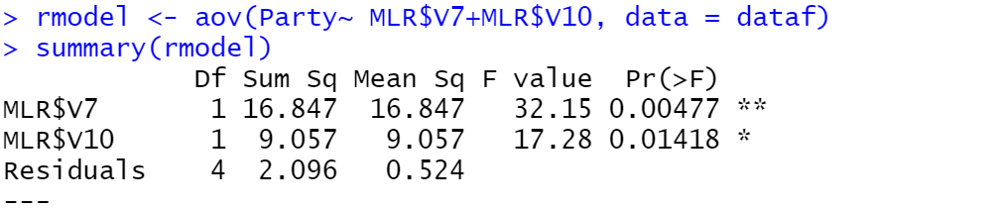 > rmodel <- aov(Party~ MLR$V7+MLR$V10, data = dataf)
> summary(rmodel)
            Df Sum Sq Mean Sq F value  Pr(>F)
MLR$V7       1 16.847  16.847   32.15 0.00477 **
MLR$V10      1  9.057   9.057   17.28 0.01418 *
Residuals    4  2.096   0.524
---